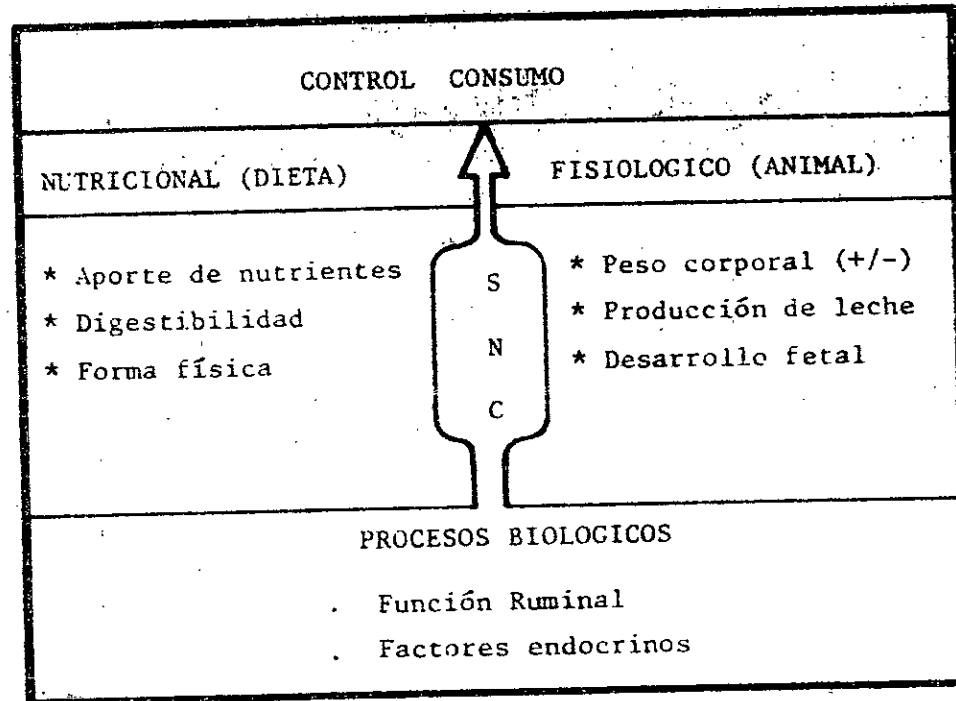 CONTROL CONSUMO
NUTRICIONAL (DIETA)
FISIOLOGICO (ANIMAL)
* Aporte de nutrientes
* Digestibilidad
* Forma física
S
N
C
* Peso corporal (+/-)
* Producción de leche
* Desarrollo fetal
PROCESOS BIOLOGICOS
. Función Ruminal
. Factores endocrinos